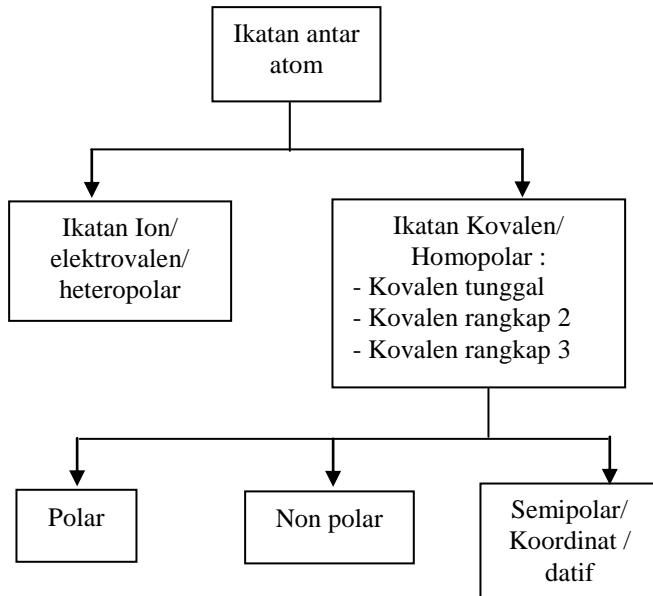 Ikatan antar
atom
Ikatan Ion/
elektrovalen/
heteropolar
Ikatan Kovalen/
Homopolar :
- Kovalen tunggal
- Kovalen rangkap 2
- Kovalen rangkap 3
Polar
Non polar
Semipolar/
Koordinat /
datif